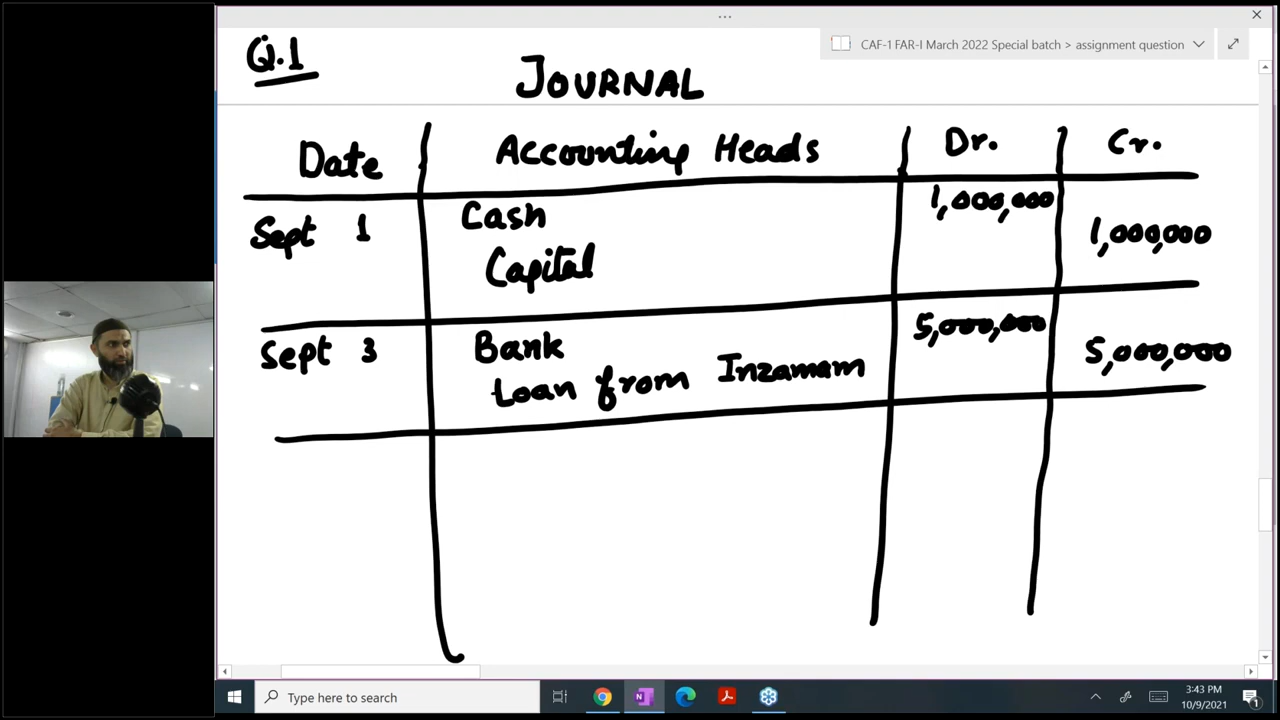 ...
CAF-1 FAR-I March 2022 Special batch > assignment question
Q.1
JOURNAL
Date Accounting Heads Dr. Cr.
Sept 1 Cash 1,000,000
Capital 1,000,000
Sept 3 Bank 5,000,000
Loan from Inzamam 5,000,000
Type here to search
3:43 PM
10/9/2021
1